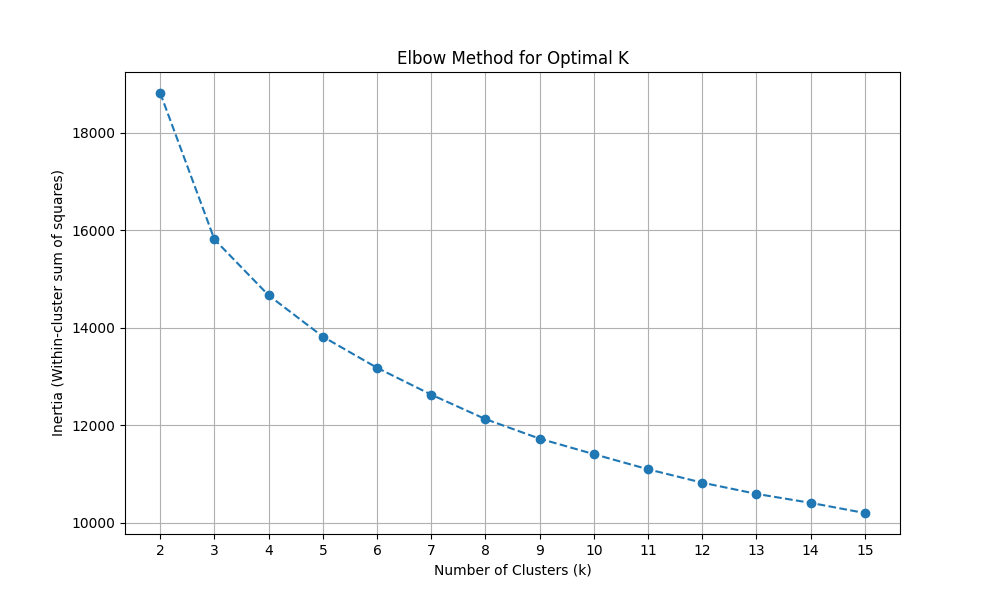 Elbow Method for Optimal K
18000
16000
14000
12000
10000
Inertia (Within-cluster sum of squares)
2 3 4 5 6 7 8 9 10 11 12 13 14 15
Number of Clusters (k)